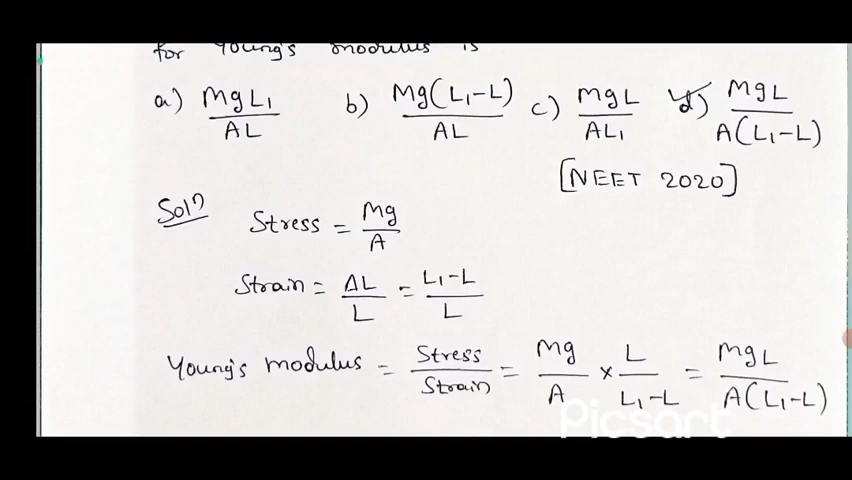 for Young's modulus is
a) MgL₁/AL b) Mg(L₁-L)/AL c) MgL/AL₁ d) MgL/A(L₁-L)
[NEET 2020]
Solⁿ
Stress = Mg/A
Strain = ΔL/L = L₁-L/L
Young's modulus = Stress/Strain = Mg/A × L/L₁-L = MgL/A(L₁-L)
Picsart